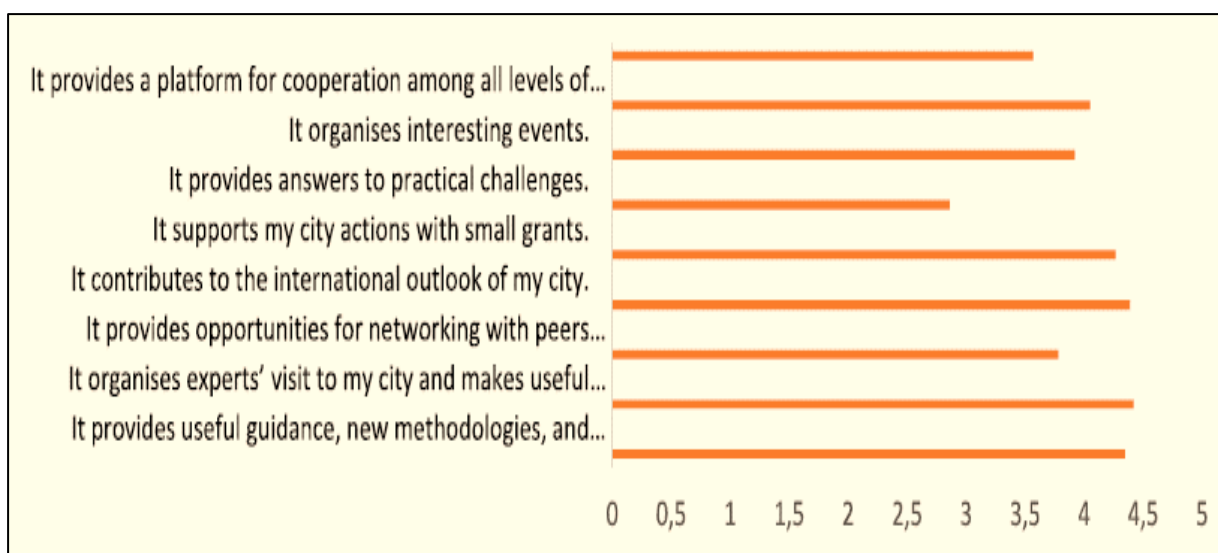 It provides a platform for cooperation among all levels of...
It organises interesting events.
It provides answers to practical challenges.
It supports my city actions with small grants.
It contributes to the international outlook of my city.
It provides opportunities for networking with peers...
It organises experts’ visit to my city and makes useful...
It provides useful guidance, new methodologies, and...
0 0,5 1 1,5 2 2,5 3 3,5 4 4,5 5